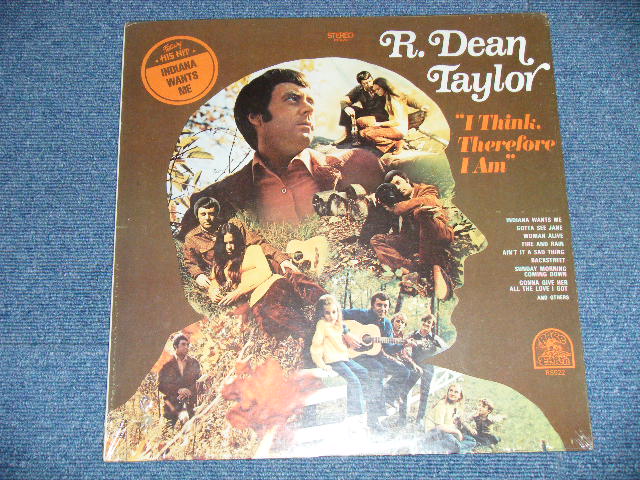 Featuring
HIS HIT
INDIANA
WANTS
ME
STEREO
R. Dean
Taylor
"I Think,
Therefore
I Am"
INDIANA WANTS ME
GOTTA SEE JANE
WOMAN ALIVE
FIRE AND RAIN
AIN'T IT A SAD THING
BACKSTREET
SUNDAY MORNING
COMING DOWN
GONNA GIVE HER
ALL THE LOVE I GOT
AND OTHERS
RARE
EARTH
RS522